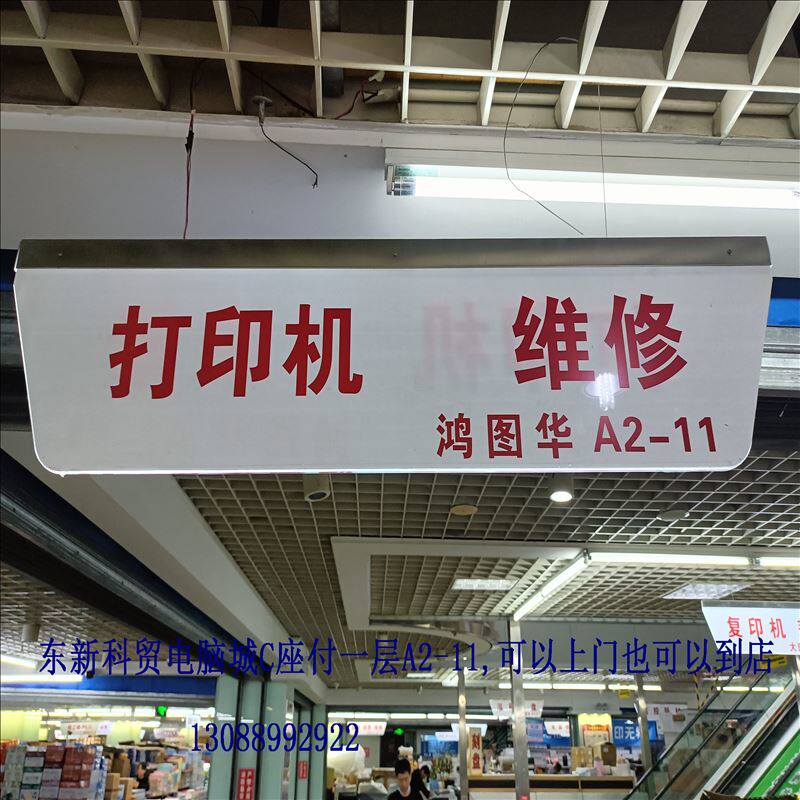 打印机 维修
鸿图华 A2-11
复印机
东新科贸电脑城C座付一层A2-11,可以上门也可以到店
13088992922